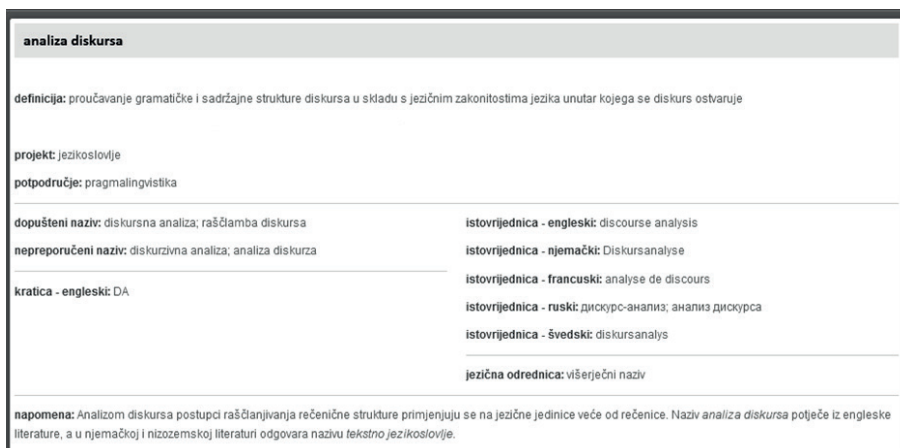 analiza diskursa
definicija: proučavanje gramatičke i sadržajne strukture diskursa u skladu s jezičnim zakonitostima jezika unutar kojega se diskurs ostvaruje
projekt: jezikoslovlje
potpodručje: pragmalingvistika
dopušteni naziv: diskursna analiza; raščlamba diskursa
nepreporučeni naziv: diskurzivna analiza; analiza diskurza
kratica - engleski: DA
istovrijednica - engleski: discourse analysis
istovrijednica - njemački: Diskursanalyse
istovrijednica - francuski: analyse de discours
istovrijednica - ruski: дискурс-анализ; анализ дискурса
istovrijednica - švedski: diskursanalys
jezična odrednica: višerječni naziv
napomena: Analizom diskursa postupci raščlanjivanja rečenične strukture primjenjuju se na jezične jedinice veće od rečenice. Naziv analiza diskursa potječe iz engleske
literature, a u njemačkoj i nizozemskoj literaturi odgovara nazivu tekstno jezikoslovlje.